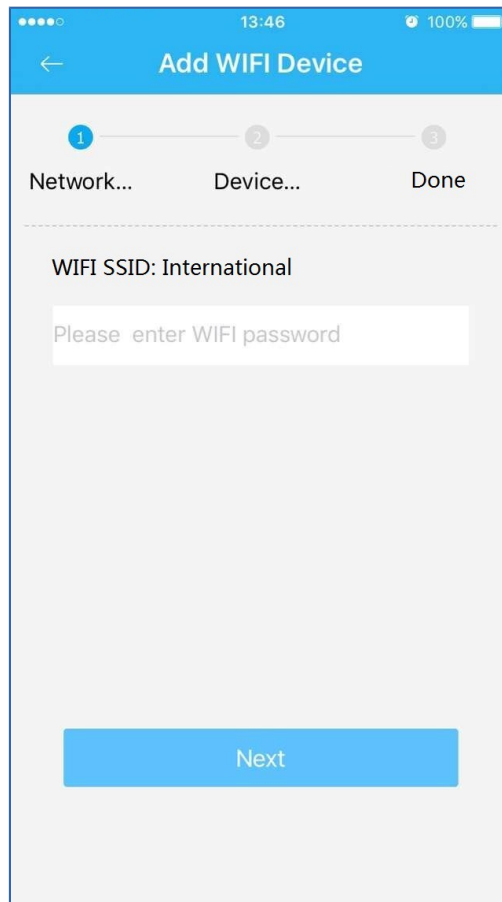 13:46 100%
← Add WIFI Device
1 2 3
Network... Device... Done
WIFI SSID: International
Please enter WIFI password
Next